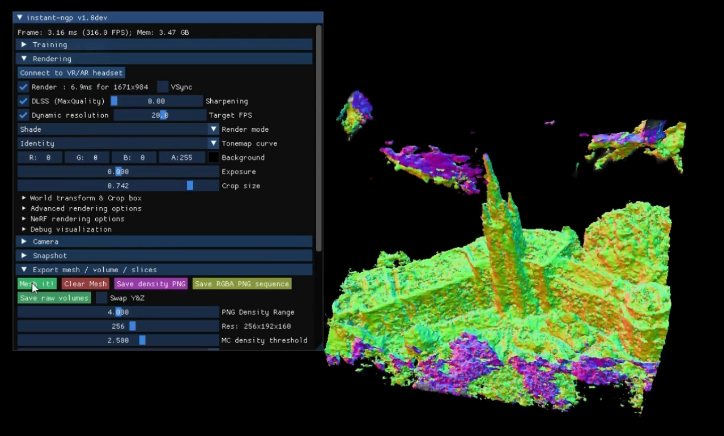 instant-ngp v1.0dev
Frame: 3.16 ms (316.0 FPS); Mem: 3.47 GB
Training
Rendering
Connect to VR/AR headset
Render : 6.9ms for 1671x984 VSync
DLSS (MaxQuality) 0.00 Sharpening
Dynamic resolution 20.0 Target FPS
Shade Render mode
Identity Tonemap curve
R: 0 G: 0 B: 0 A:255 Background
0.000 Exposure
0.742 Crop size
World transform & Crop box
Advanced rendering options
NeRF rendering options
Debug visualization
Camera
Snapshot
Export mesh / volume / slices
Mesh it! Clear Mesh Save density PNG Save RGBA PNG sequence
Save raw volumes Swap Y&Z
4.000 PNG Density Range
256 Res: 256x192x160
2.500 MC density threshold